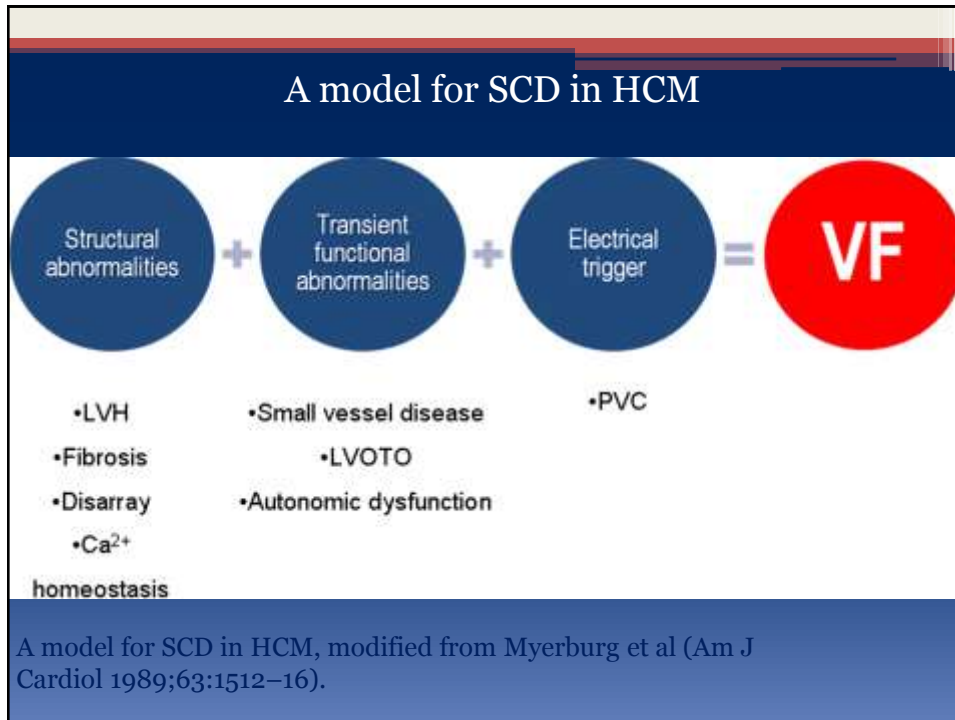 A model for SCD in HCM
Structural
abnormalities
+
Transient
functional
abnormalities
+
Electrical
trigger
=
VF
•LVH
•Fibrosis
•Disarray
•Ca²⁺
homeostasis
•Small vessel disease
•LVOTO
•Autonomic dysfunction
•PVC
A model for SCD in HCM, modified from Myerburg et al (Am J
Cardiol 1989;63:1512–16).